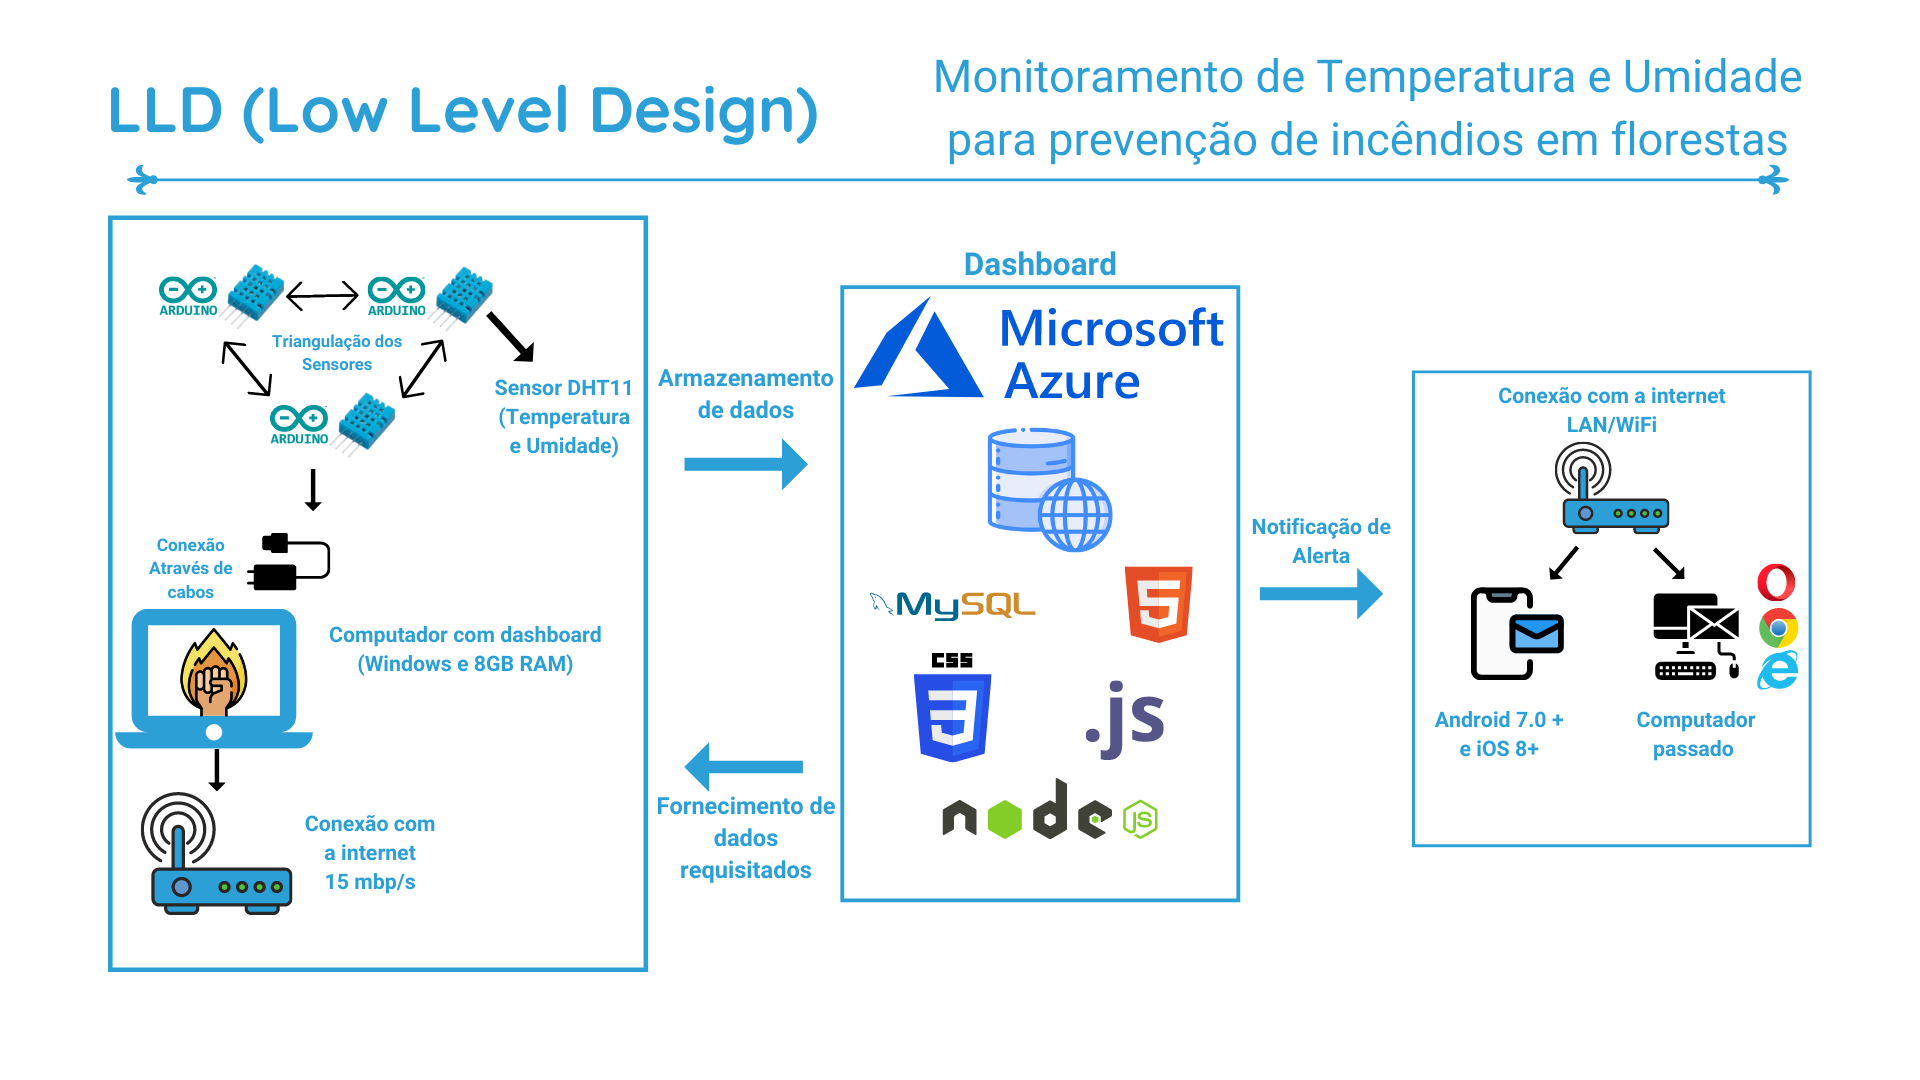 LLD (Low Level Design)
Monitoramento de Temperatura e Umidade
para prevenção de incêndios em florestas
ARDUINO
ARDUINO
Triangulação dos
Sensores
ARDUINO
Sensor DHT11
(Temperatura
e Umidade)
Conexão
Através de
cabos
Computador com dashboard
(Windows e 8GB RAM)
Conexão com
a internet
15 mbp/s
Armazenamento
de dados
Fornecimento de
dados
requisitados
Dashboard
Microsoft
Azure
MySQL
5
CSS
3
.js
node
JS
Notificação de
Alerta
Conexão com a internet
LAN/WiFi
Android 7.0 +
e iOS 8+
Computador
passado